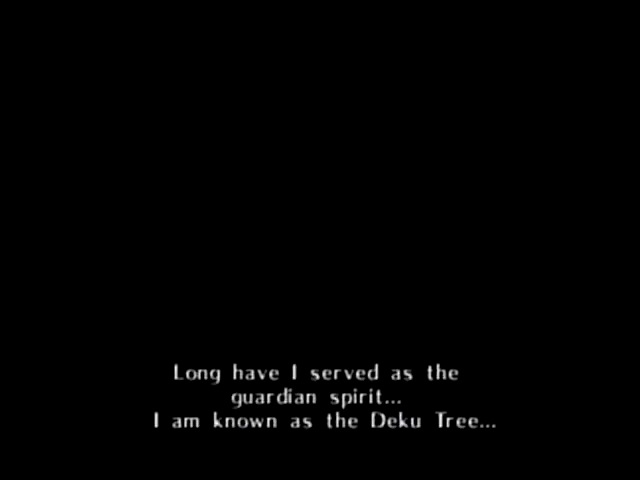 Long have I served as the
guardian spirit...
I am known as the Deku Tree...